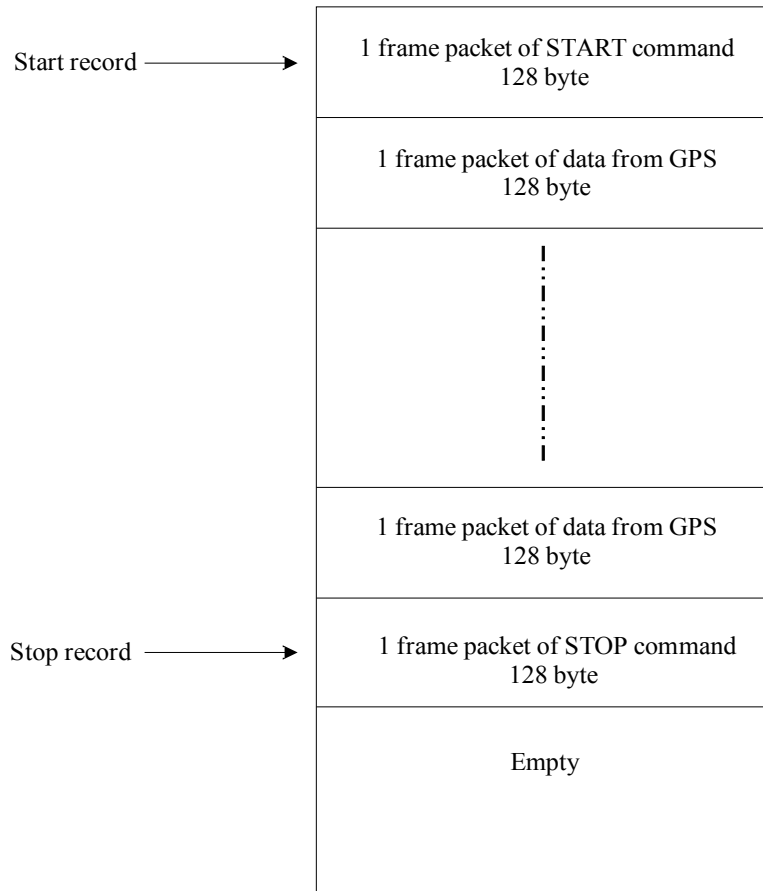 Start record
1 frame packet of START command
128 byte
1 frame packet of data from GPS
128 byte
1 frame packet of data from GPS
128 byte
Stop record
1 frame packet of STOP command
128 byte
Empty